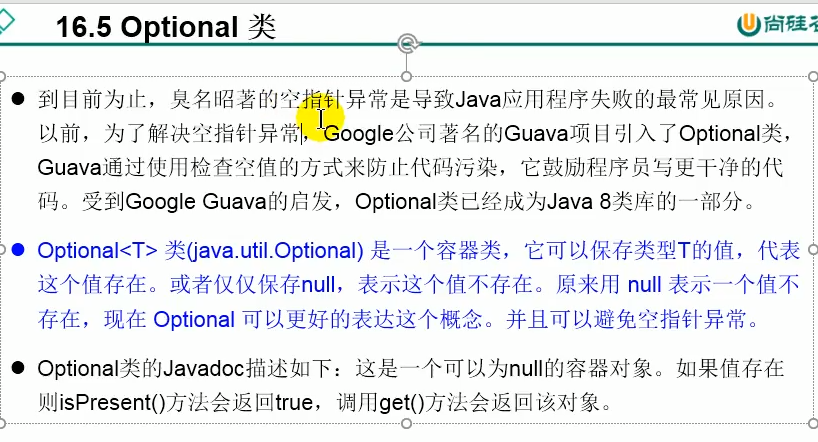 16.5 Optional 类
尚硅谷
● 到目前为止，臭名昭著的空指针异常是导致Java应用程序失败的最常见原因。
以前，为了解决空指针异常，Google公司著名的Guava项目引入了Optional类，
Guava通过使用检查空值的方式来防止代码污染，它鼓励程序员写更干净的代
码。受到Google Guava的启发，Optional类已经成为Java 8类库的一部分。
● Optional<T> 类(java.util.Optional) 是一个容器类，它可以保存类型T的值，代表
这个值存在。或者仅仅保存null，表示这个值不存在。原来用 null 表示一个值不
存在，现在 Optional 可以更好的表达这个概念。并且可以避免空指针异常。
● Optional类的Javadoc描述如下：这是一个可以为null的容器对象。如果值存在
则isPresent()方法会返回true，调用get()方法会返回该对象。